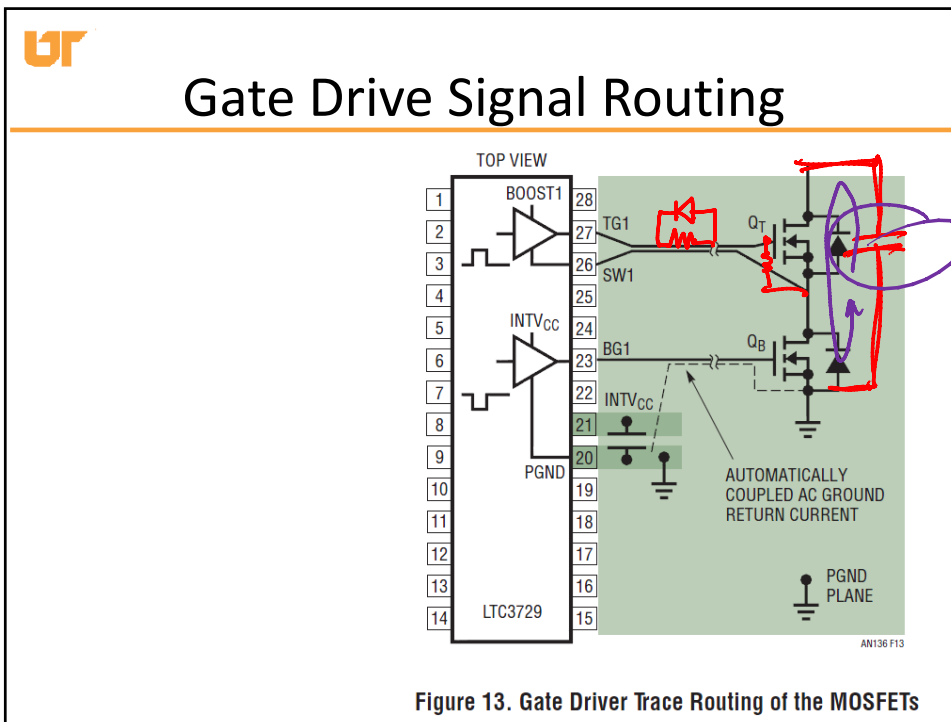 UT
Gate Drive Signal Routing
TOP VIEW
BOOST1
1
28
2
27
TG1
QT
3
26
SW1
4
25
INTVCC
5
24
6
23
BG1
QB
7
22
INTVCC
8
21
9
20
PGND
AUTOMATICALLY
COUPLED AC GROUND
RETURN CURRENT
10
19
11
18
12
17
13
16
PGND
PLANE
14
LTC3729
15
AN136 F13
Figure 13. Gate Driver Trace Routing of the MOSFETs